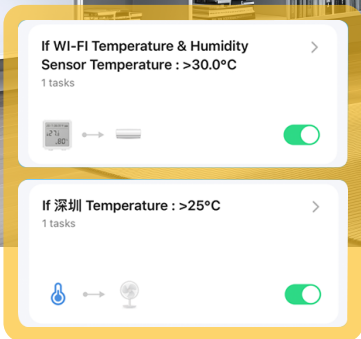 If WI-FI Temperature & Humidity
Sensor Temperature : >30.0°C
1 tasks
If 深圳 Temperature : >25°C
1 tasks